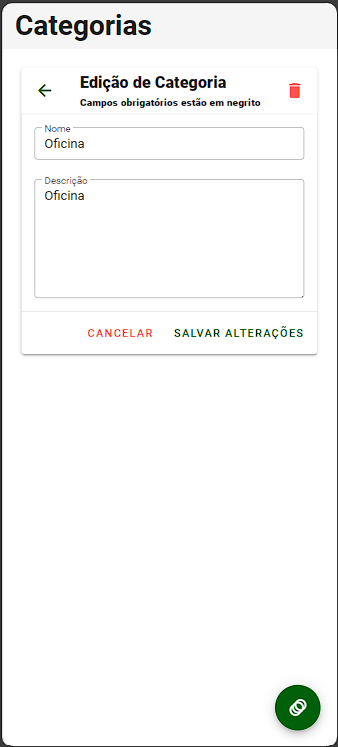 Categorias
Edição de Categoria
Campos obrigatórios estão em negrito
Nome
Oficina
Descrição
Oficina
CANCELAR SALVAR ALTERAÇÕES